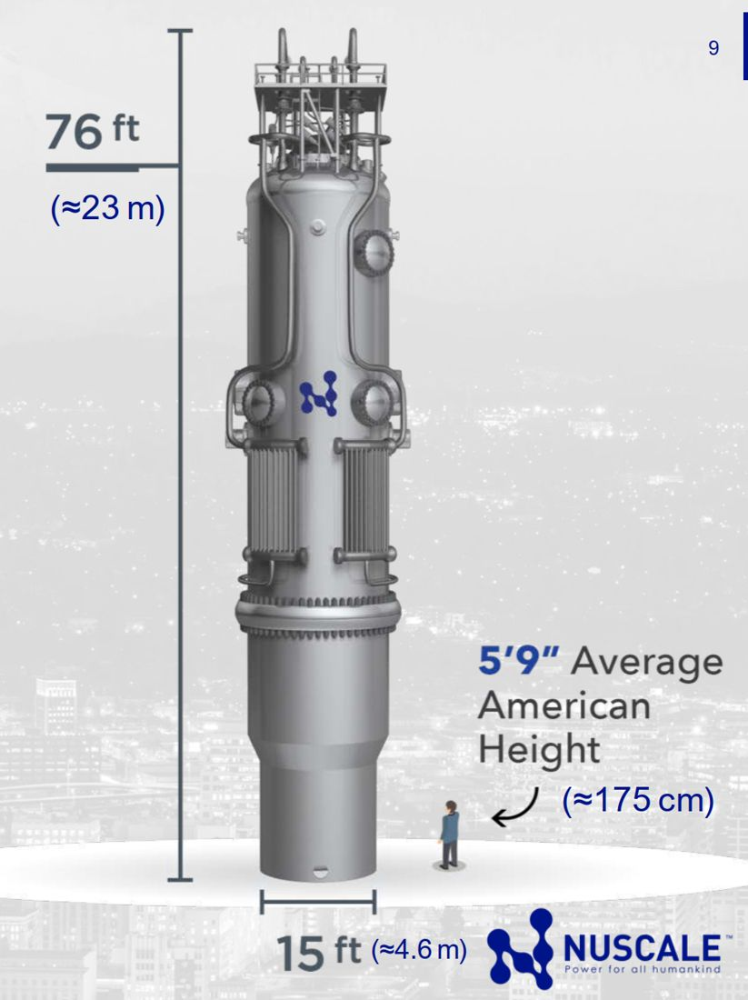 9
76 ft
(≈23 m)
5'9" Average
American
Height
(≈175 cm)
15 ft (≈4.6 m)
NUSCALE™
Power for all humankind